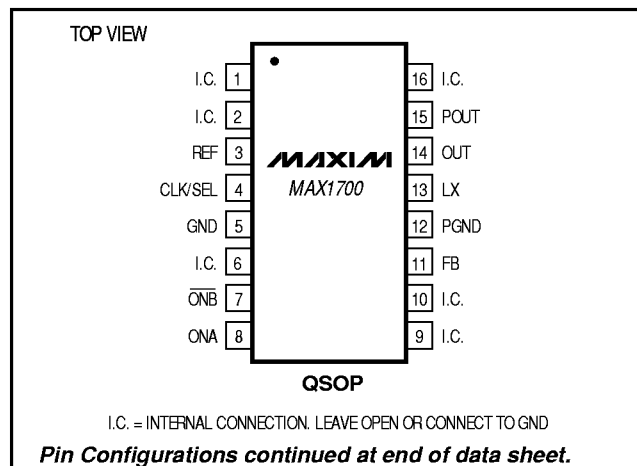 TOP VIEW
I.C. 1
I.C. 2
REF 3
CLK/SEL 4
GND 5
I.C. 6
ONB 7
ONA 8
MAXIM
MAX1700
16 I.C.
15 POUT
14 OUT
13 LX
12 PGND
11 FB
10 I.C.
9 I.C.
QSOP
I.C. = INTERNAL CONNECTION. LEAVE OPEN OR CONNECT TO GND
Pin Configurations continued at end of data sheet.